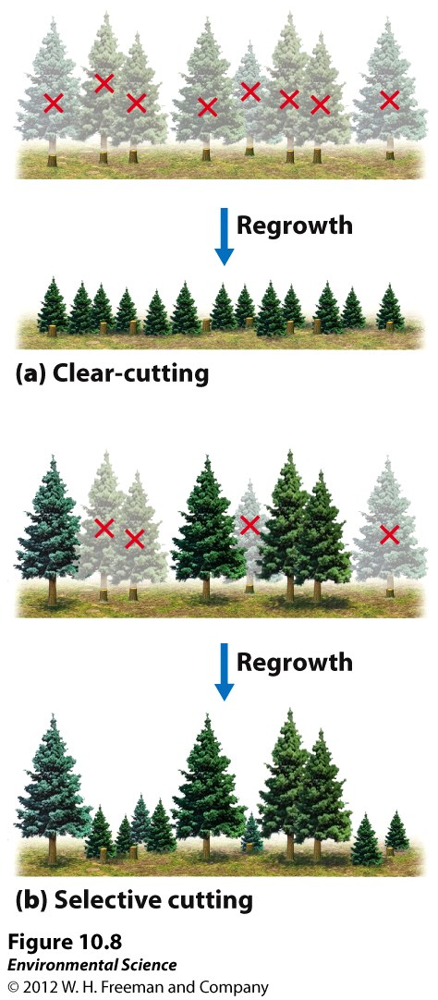 Regrowth
(a) Clear-cutting
Regrowth
(b) Selective cutting
Figure 10.8
Environmental Science
© 2012 W. H. Freeman and Company